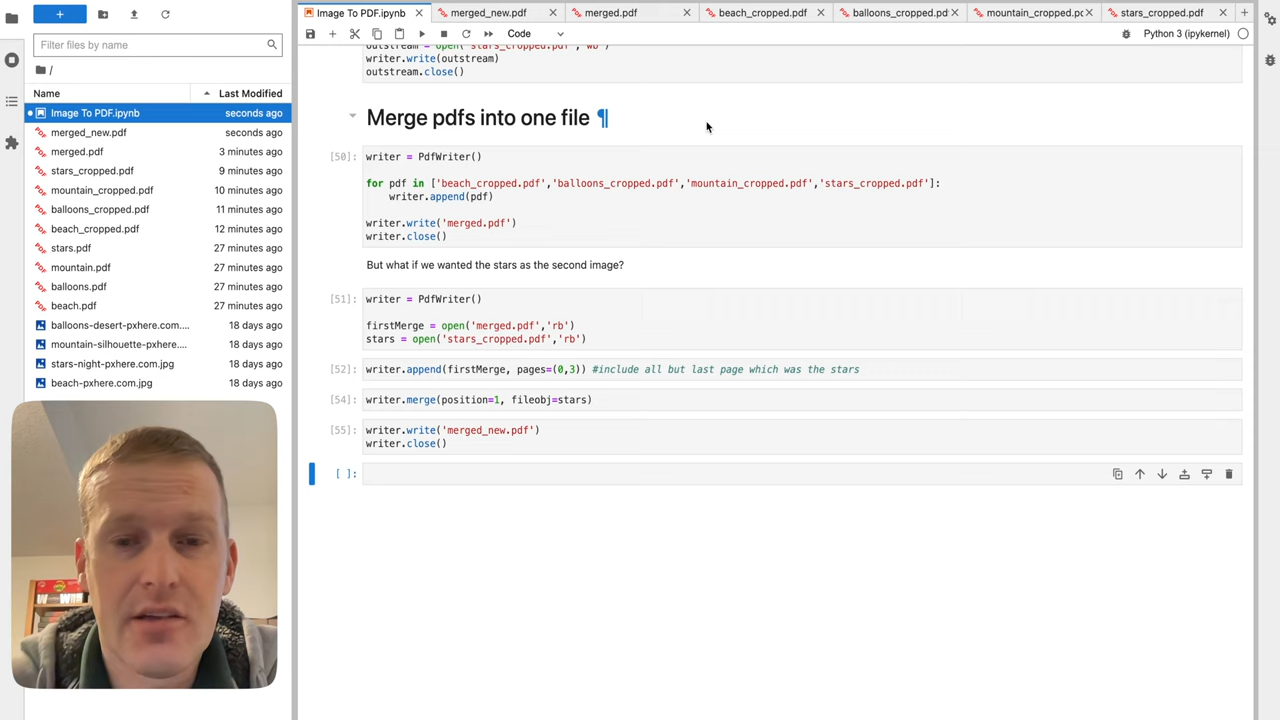 Image To PDF.ipynb
merged_new.pdf
merged.pdf
beach_cropped.pdf
balloons_cropped.pdf
mountain_cropped.pdf
stars_cropped.pdf
Filter files by name
Code
Python 3 (ipykernel)
/
Name
Last Modified
Image To PDF.ipynb seconds ago
merged_new.pdf seconds ago
merged.pdf 3 minutes ago
stars_cropped.pdf 9 minutes ago
mountain_cropped.pdf 10 minutes ago
balloons_cropped.pdf 11 minutes ago
beach_cropped.pdf 12 minutes ago
stars.pdf 27 minutes ago
mountain.pdf 27 minutes ago
balloons.pdf 27 minutes ago
beach.pdf 27 minutes ago
balloons-desert-pxhere.com.... 18 days ago
mountain-silhouette-pxhere.... 18 days ago
stars-night-pxhere.com.jpg 18 days ago
beach-pxhere.com.jpg 18 days ago
outstream = open('stars_cropped.pdf','wb')
writer.write(outstream)
outstream.close()
Merge pdfs into one file ¶
[50]: writer = PdfWriter()
for pdf in ['beach_cropped.pdf','balloons_cropped.pdf','mountain_cropped.pdf','stars_cropped.pdf']:
writer.append(pdf)
writer.write('merged.pdf')
writer.close()
But what if we wanted the stars as the second image?
[51]: writer = PdfWriter()
firstMerge = open('merged.pdf','rb')
stars = open('stars_cropped.pdf','rb')
[52]: writer.append(firstMerge, pages=(0,3)) #include all but last page which was the stars
[54]: writer.merge(position=1, fileobj=stars)
[55]: writer.write('merged_new.pdf')
writer.close()
[ ]: